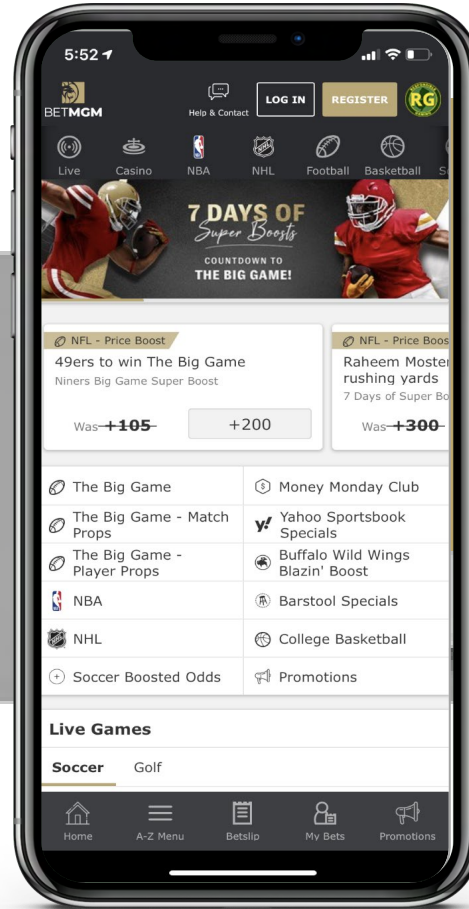 5:52
BETMGM
Help & Contact
LOG IN
REGISTER
RG
Live
Casino
NBA
NHL
Football
Basketball
7 DAYS OF
Super Boosts
COUNTDOWN TO
THE BIG GAME!
NFL - Price Boost
49ers to win The Big Game
Niners Big Game Super Boost
Was +105
+200
NFL - Price Boos
Raheem Moster
rushing yards
7 Days of Super Bo
Was +300
The Big Game
Money Monday Club
The Big Game - Match
Props
Yahoo Sportsbook
Specials
The Big Game -
Player Props
Buffalo Wild Wings
Blazin' Boost
NBA
Barstool Specials
NHL
College Basketball
Soccer Boosted Odds
Promotions
Live Games
Soccer
Golf
Home
A-Z Menu
Betslip
My Bets
Promotions